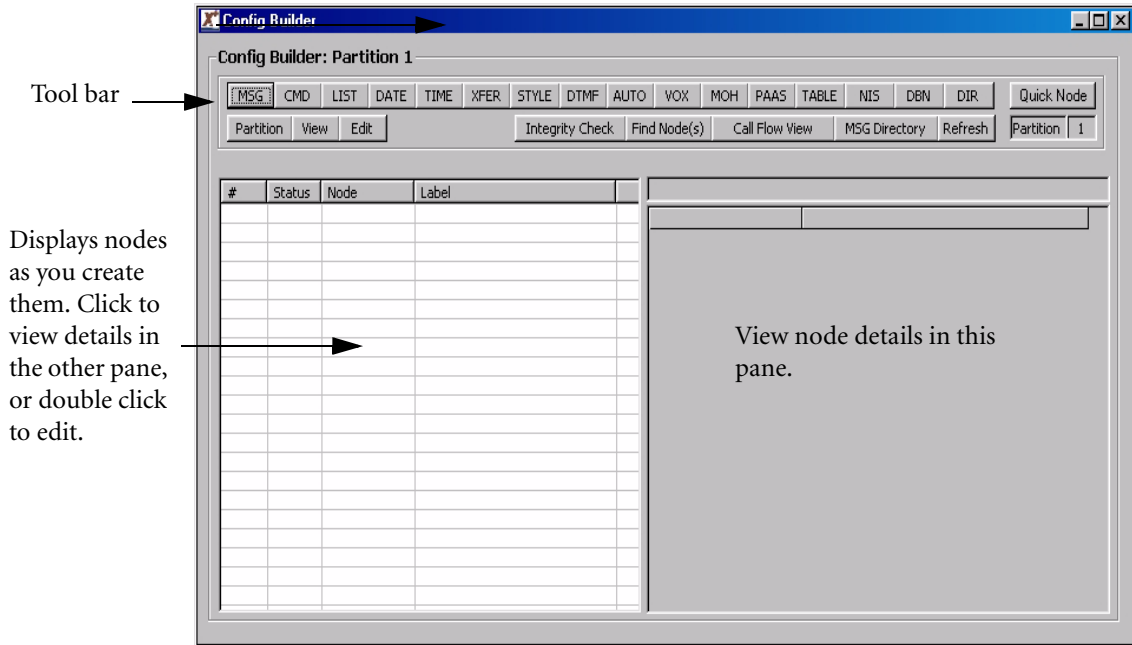 Config Builder
Config Builder: Partition 1
Tool bar
MSG CMD LIST DATE TIME XFER STYLE DTMF AUTO VOX MOH PAAS TABLE NIS DBN DIR Quick Node
Partition View Edit Integrity Check Find Node(s) Call Flow View MSG Directory Refresh Partition 1
# Status Node Label
Displays nodes
as you create
them. Click to
view details in
the other pane,
or double click
to edit.
View node details in this
pane.